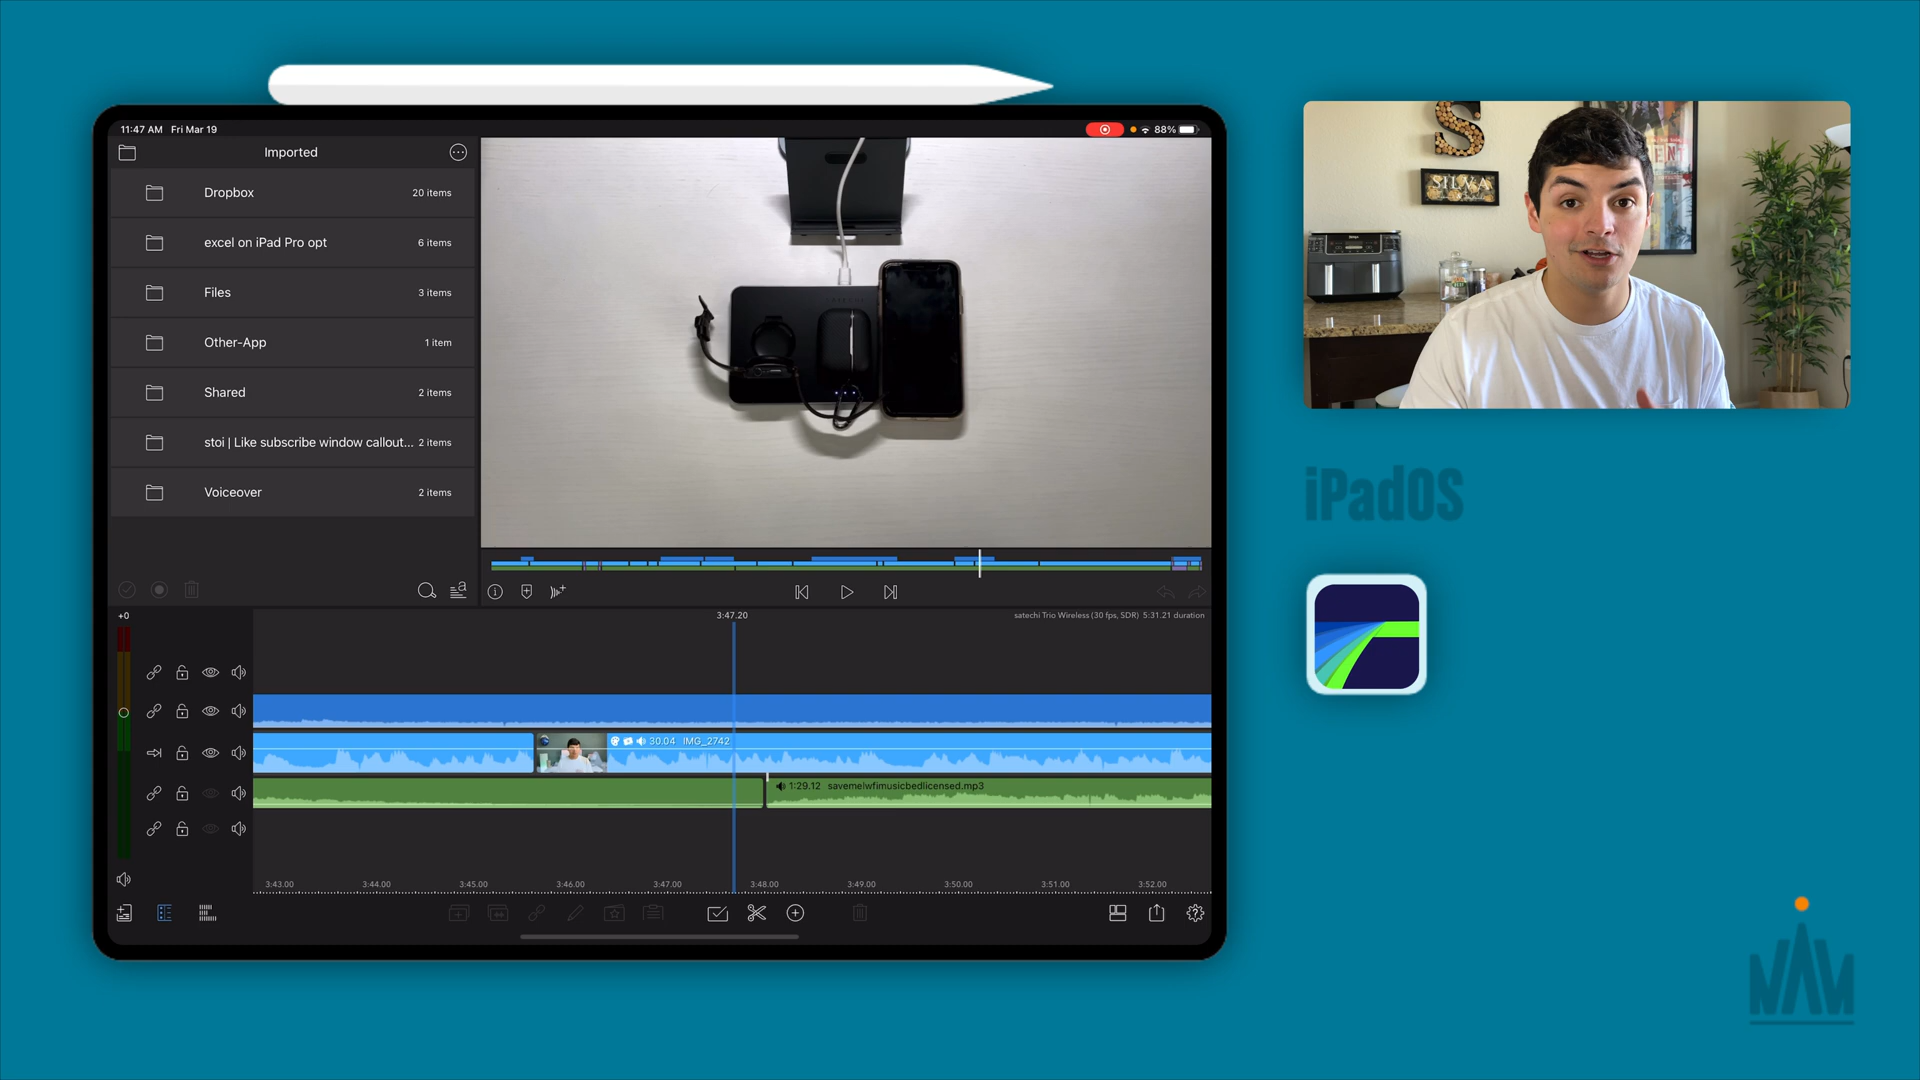 11:47 AM Fri Mar 19
88%
Imported
Dropbox 20 items
excel on iPad Pro opt 6 items
Files 3 items
Other-App 1 item
Shared 2 items
stoi | Like subscribe window callout... 2 items
Voiceover 2 items
+0
3:47.20
satechi Trio Wireless (30 fps, SDR) 5:31.21 duration
30.04 IMG_2742
1:29.12 savemeiwfimusicbedlicensed.mp3
3:43.00 3:44.00 3:45.00 3:46.00 3:47.00 3:48.00 3:49.00 3:50.00 3:51.00 3:52.00
S
SILVA
iPadOS